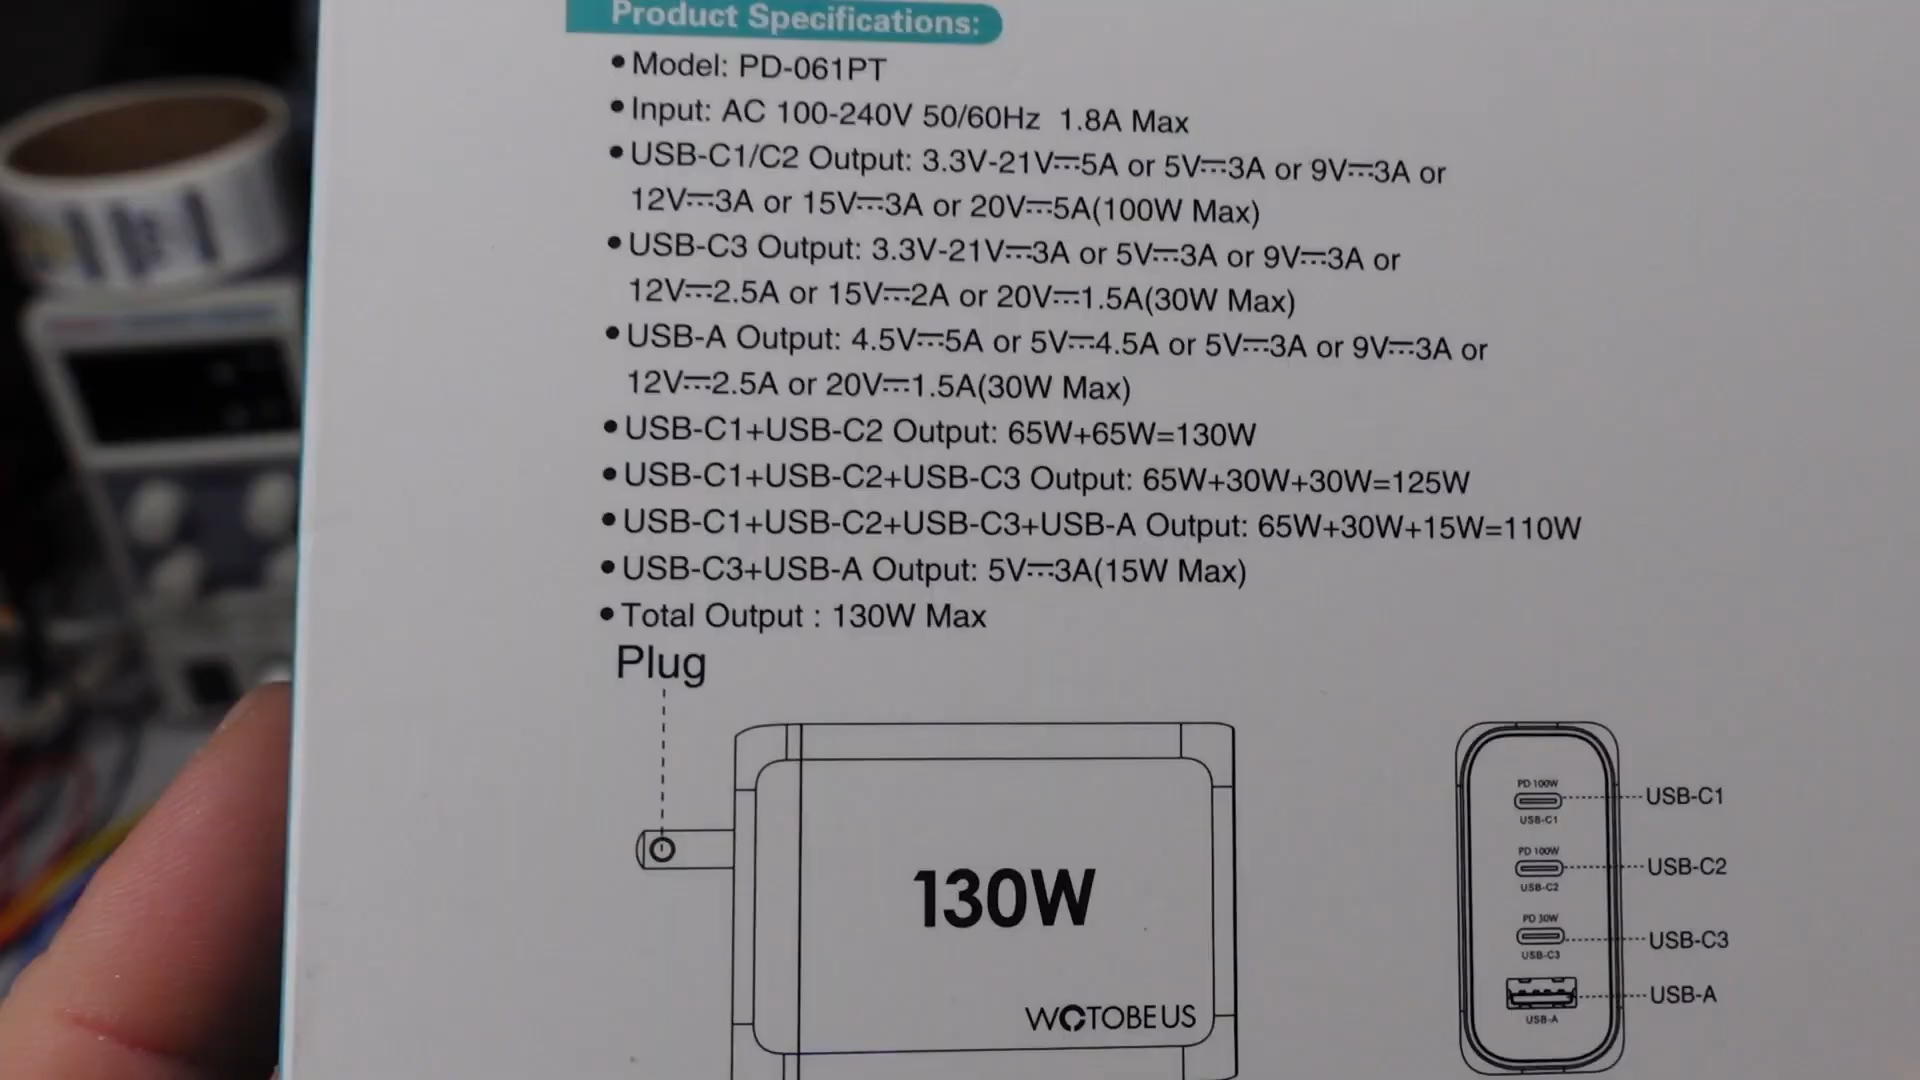 Product Specifications:
•Model: PD-061PT
•Input: AC 100-240V 50/60Hz 1.8A Max
•USB-C1/C2 Output: 3.3V-21V⎓5A or 5V⎓3A or 9V⎓3A or
12V⎓3A or 15V⎓3A or 20V⎓5A(100W Max)
•USB-C3 Output: 3.3V-21V⎓3A or 5V⎓3A or 9V⎓3A or
12V⎓2.5A or 15V⎓2A or 20V⎓1.5A(30W Max)
•USB-A Output: 4.5V⎓5A or 5V⎓4.5A or 5V⎓3A or 9V⎓3A or
12V⎓2.5A or 20V⎓1.5A(30W Max)
•USB-C1+USB-C2 Output: 65W+65W=130W
•USB-C1+USB-C2+USB-C3 Output: 65W+30W+30W=125W
•USB-C1+USB-C2+USB-C3+USB-A Output: 65W+30W+15W=110W
•USB-C3+USB-A Output: 5V⎓3A(15W Max)
•Total Output : 130W Max
Plug
130W
WOTOBEUS
PD 100W
USB-C1
USB-C1
PD 100W
USB-C2
USB-C2
PD 30W
USB-C3
USB-C3
USB-A
USB-A